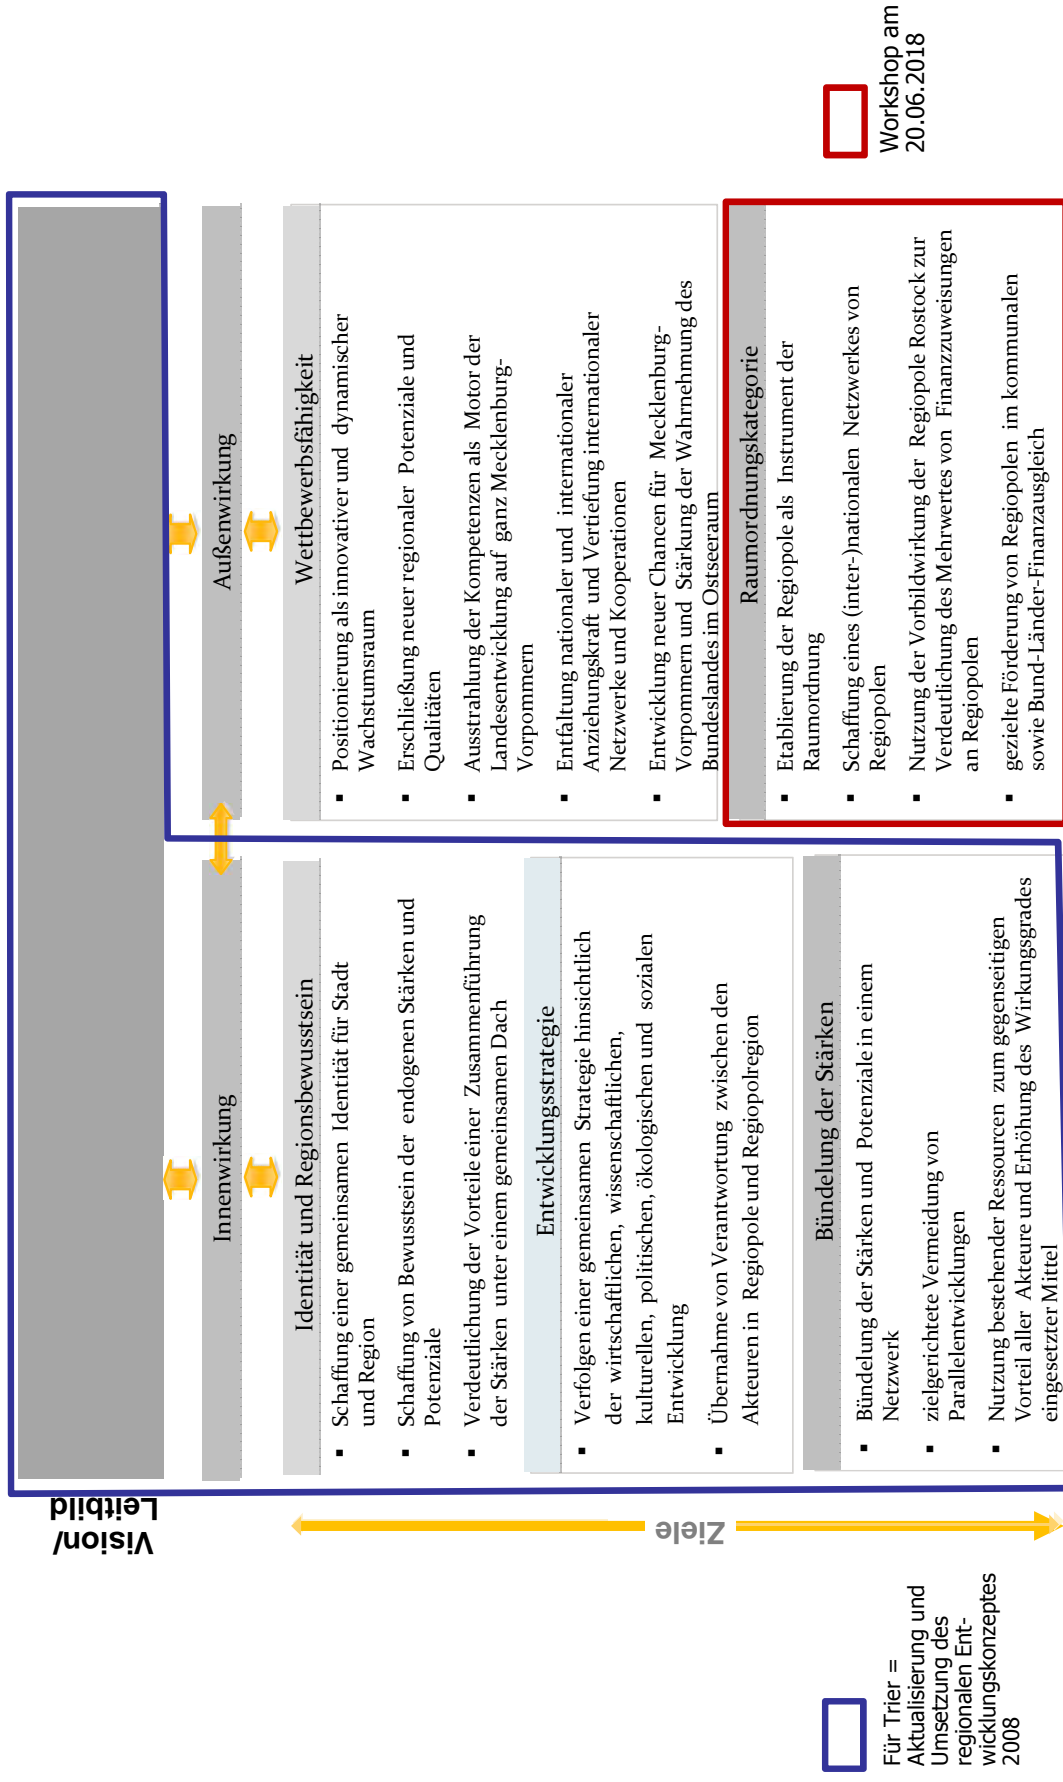 Vision/
Leitbild
Innenwirkung
Außenwirkung
Ziele
Identität und Regionsbewusstsein
▪ Schaffung einer gemeinsamen Identität für Stadt
und Region
▪ Schaffung von Bewusstsein der endogenen Stärken und
Potenziale
▪ Verdeutlichung der Vorteile einer Zusammenführung
der Stärken unter einem gemeinsamen Dach
Entwicklungsstrategie
▪ Verfolgen einer gemeinsamen Strategie hinsichtlich
der wirtschaftlichen, wissenschaftlichen,
kulturellen, politischen, ökologischen und sozialen
Entwicklung
▪ Übernahme von Verantwortung zwischen den
Akteuren in Regiopole und Regiopolregion
Bündelung der Stärken
▪ Bündelung der Stärken und Potenziale in einem
Netzwerk
▪ zielgerichtete Vermeidung von
Parallelentwicklungen
▪ Nutzung bestehender Ressourcen zum gegenseitigen
Vorteil aller Akteure und Erhöhung des Wirkungsgrades
eingesetzter Mittel
Wettbewerbsfähigkeit
▪ Positionierung als innovativer und dynamischer
Wachstumsraum
▪ Erschließung neuer regionaler Potenziale und
Qualitäten
▪ Ausstrahlung der Kompetenzen als Motor der
Landesentwicklung auf ganz Mecklenburg-
Vorpommern
▪ Entfaltung nationaler und internationaler
Anziehungskraft und Vertiefung internationaler
Netzwerke und Kooperationen
▪ Entwicklung neuer Chancen für Mecklenburg-
Vorpommern und Stärkung der Wahrnehmung des
Bundeslandes im Ostseeraum
Raumordnungskategorie
▪ Etablierung der Regiopole als Instrument der
Raumordnung
▪ Schaffung eines (inter-)nationalen Netzwerkes von
Regiopolen
▪ Nutzung der Vorbildwirkung der Regiopole Rostock zur
Verdeutlichung des Mehrwertes von Finanzzuweisungen
an Regiopolen
▪ gezielte Förderung von Regiopolen im kommunalen
sowie Bund-Länder-Finanzausgleich
Für Trier =
Aktualisierung und
Umsetzung des
regionalen Ent-
wicklungskonzeptes
2008
Workshop am
20.06.2018